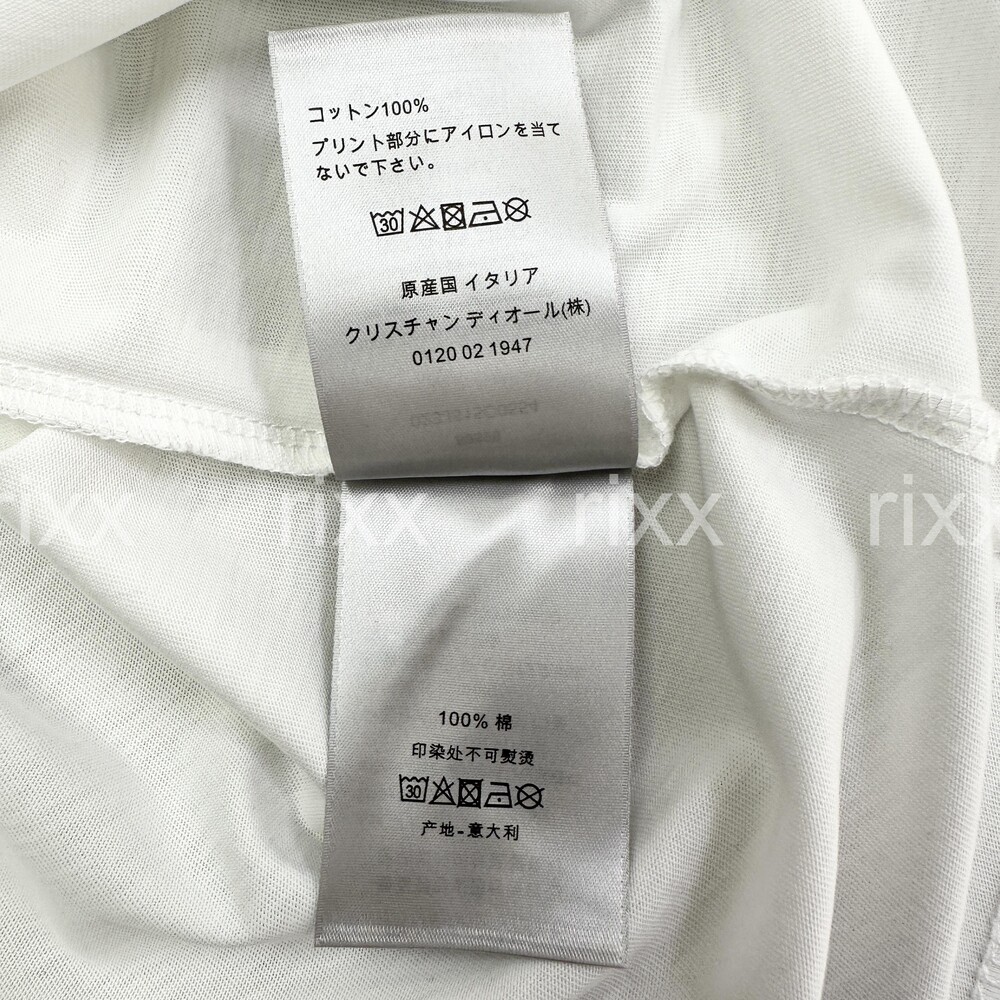 コットン100%
プリント部分にアイロンを当て
ないで下さい。
30
原産国 イタリア
クリスチャン ディオール(株)
0120 02 1947
rixx rixx rixx rixx
100% 棉
印染处不可熨烫
30
产地-意大利